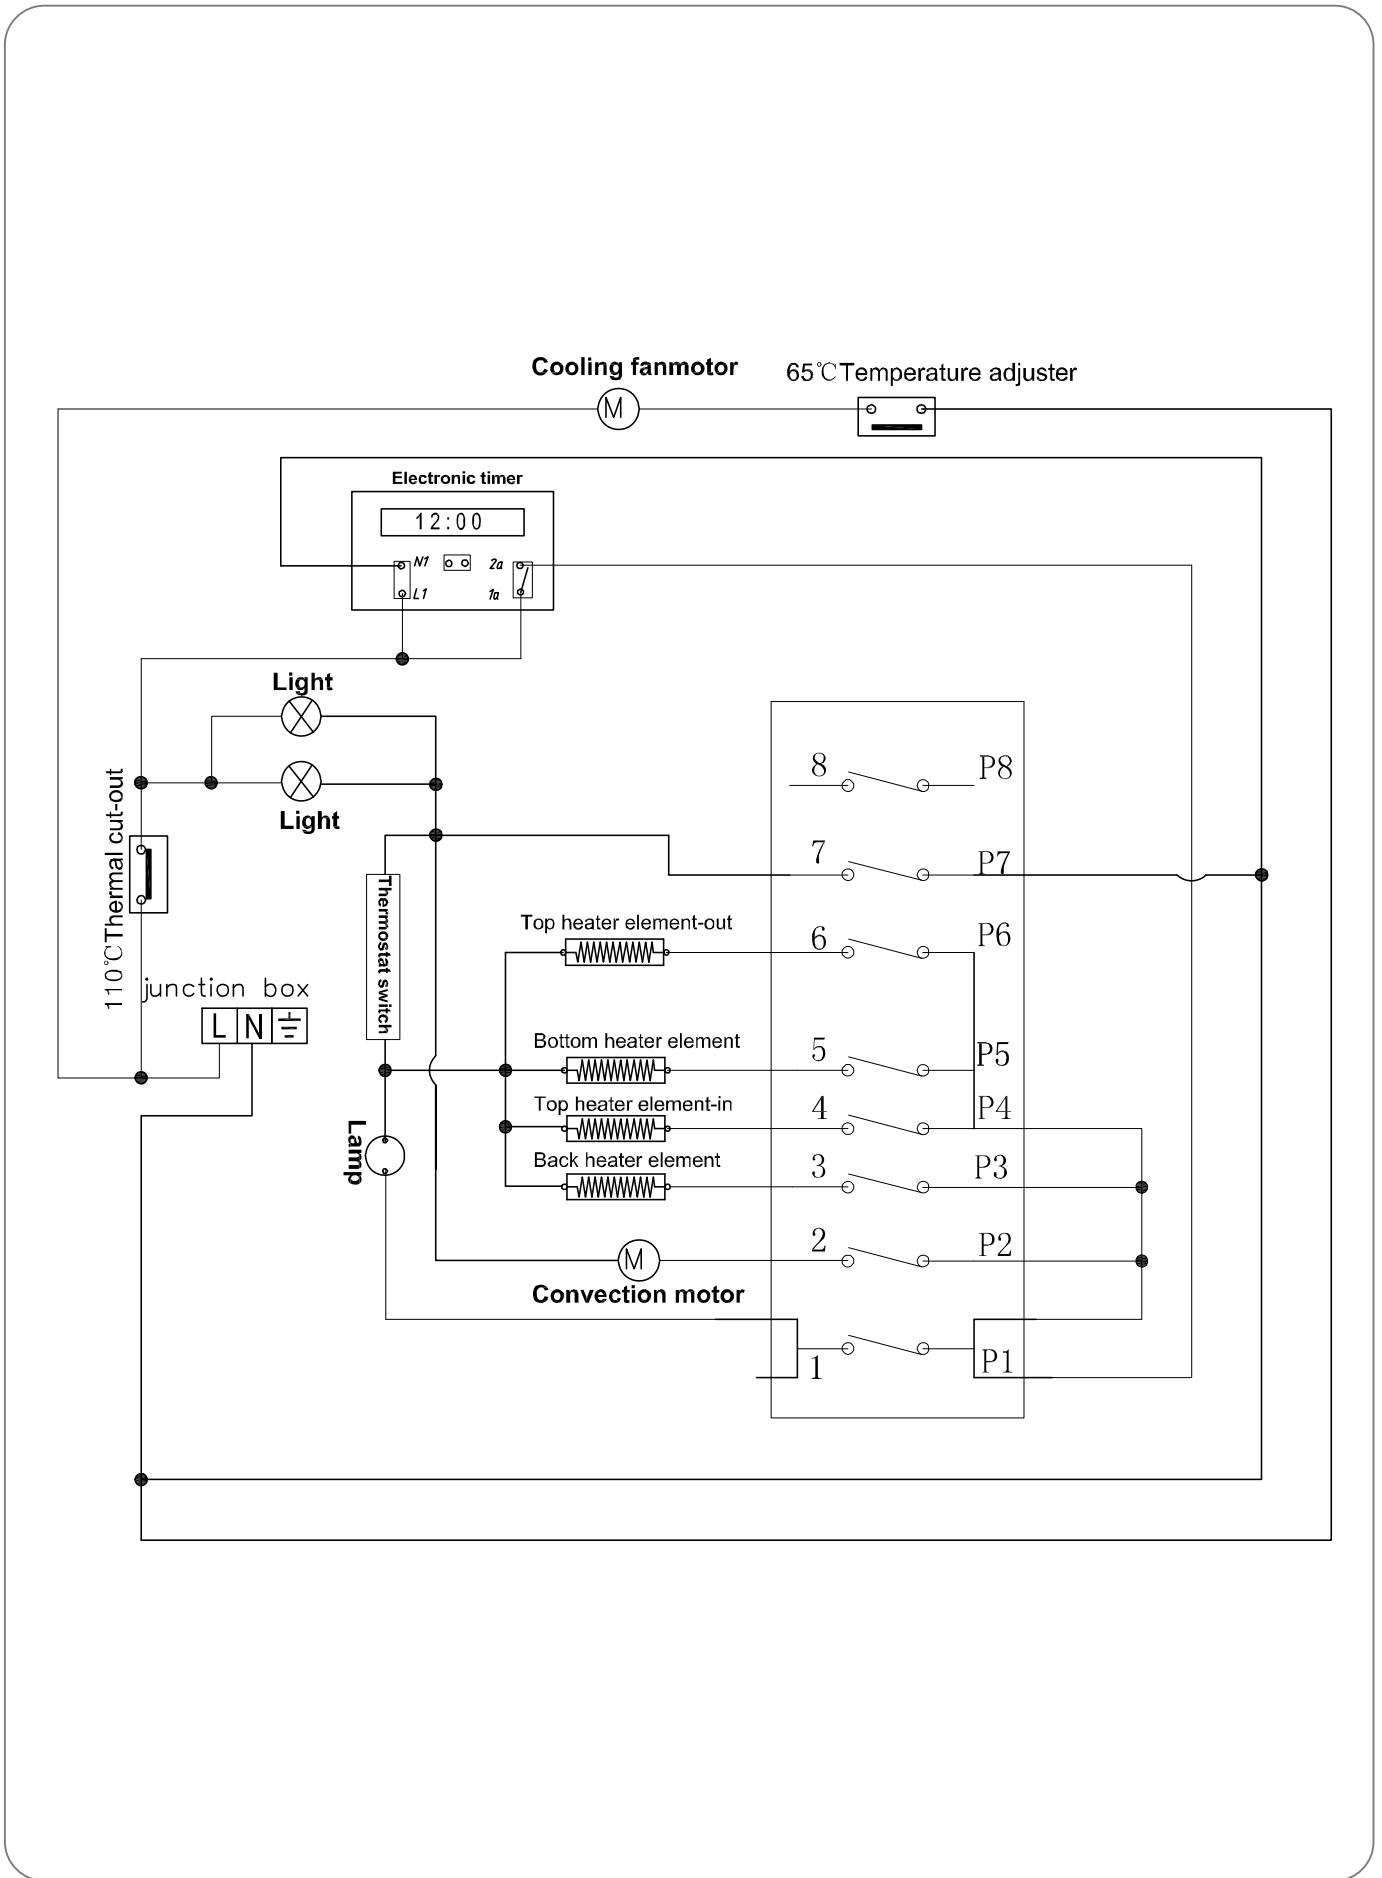 Cooling fanmotor
65℃Temperature adjuster
M
Electronic timer
12:00
N1
2a
L1
1a
Light
Light
110℃Thermal cut-out
8
P8
7
P7
Thermostat switch
Top heater element-out
6
P6
junction box
L N
Bottom heater element
5
P5
Top heater element-in
4
P4
Lamp
Back heater element
3
P3
2
P2
M
Convection motor
1
P1